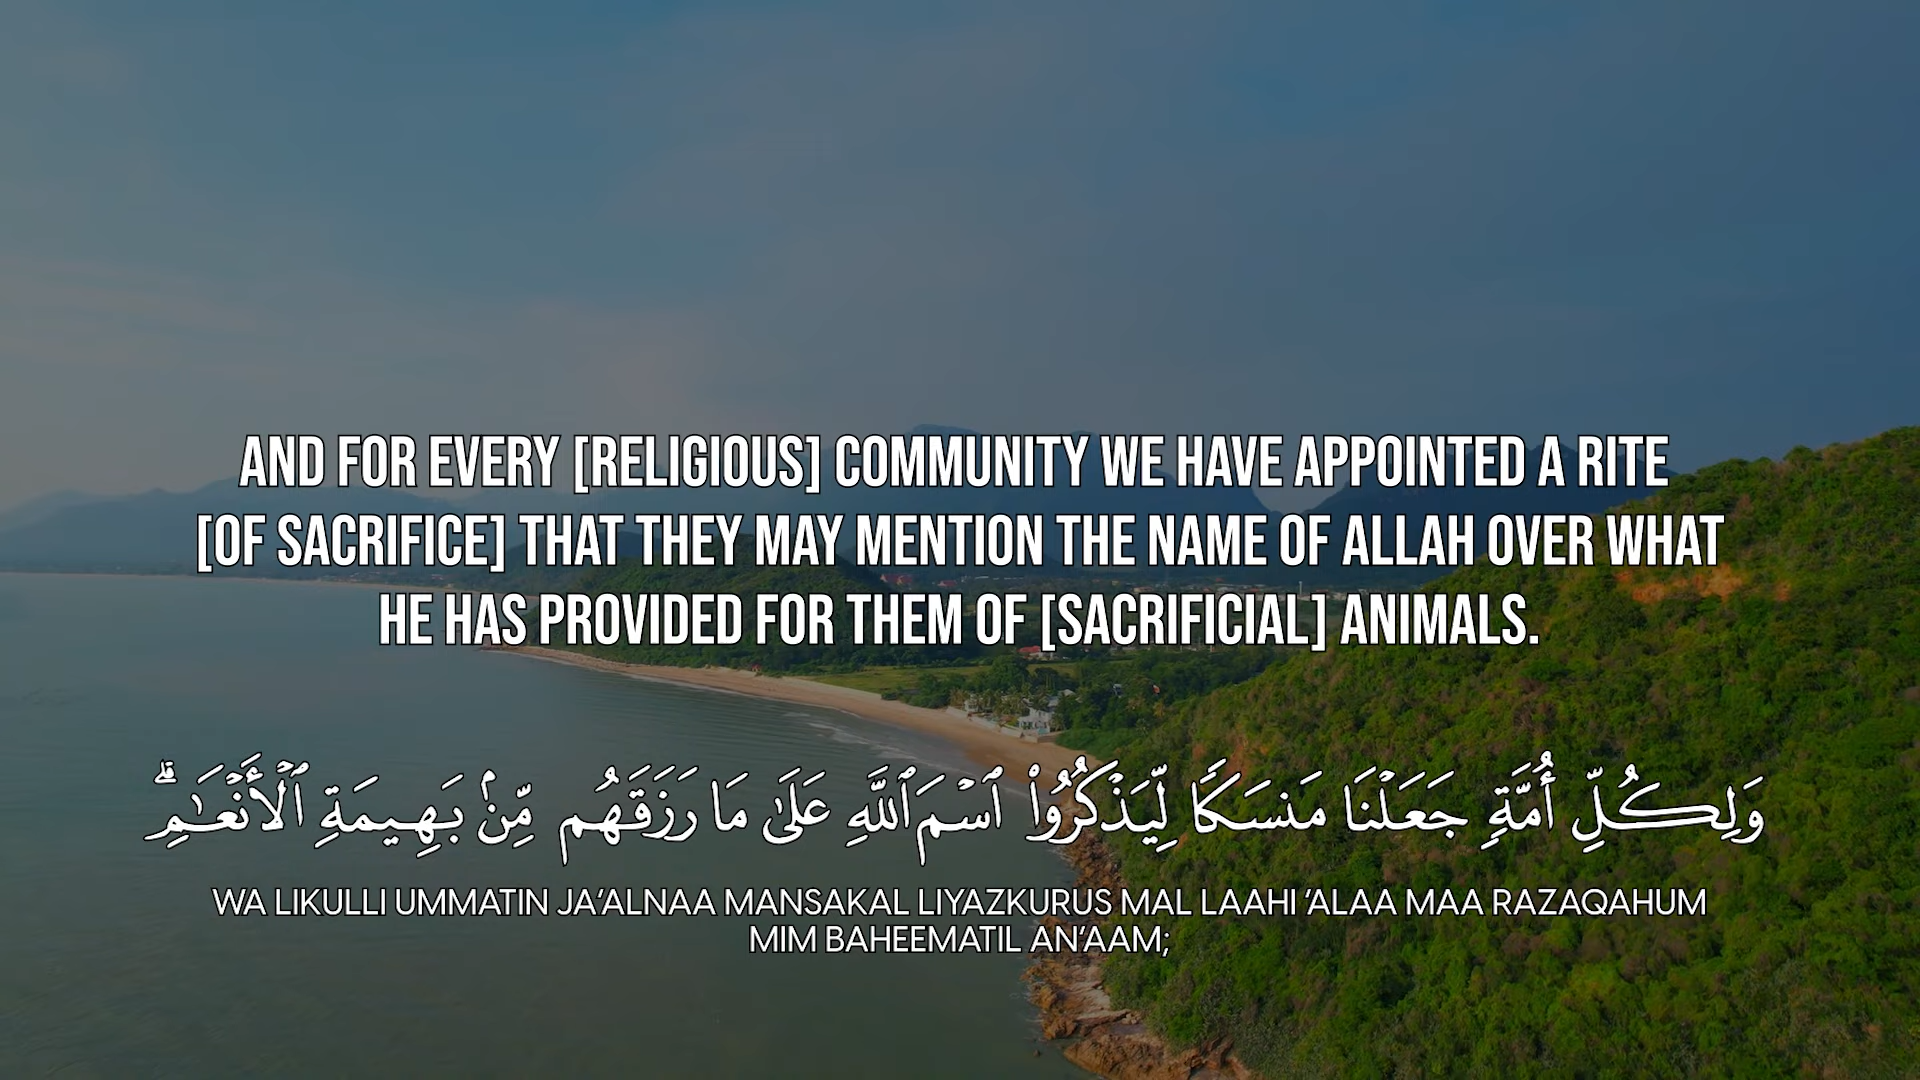 AND FOR EVERY [RELIGIOUS] COMMUNITY WE HAVE APPOINTED A RITE
[OF SACRIFICE] THAT THEY MAY MENTION THE NAME OF ALLAH OVER WHAT
HE HAS PROVIDED FOR THEM OF [SACRIFICIAL] ANIMALS.
وَلِكُلِّ أُمَّةٍ جَعَلْنَا مَنسَكًا لِّيَذْكُرُوا۟ ٱسْمَ ٱللَّهِ عَلَىٰ مَا رَزَقَهُم مِّنۢ بَهِيمَةِ ٱلْأَنْعَـٰمِ ۗ
WA LIKULLI UMMATIN JA‘ALNAA MANSAKAL LIYAZKURUS MAL LAAHI ‘ALAA MAA RAZAQAHUM
MIM BAHEEMATIL AN‘AAM;